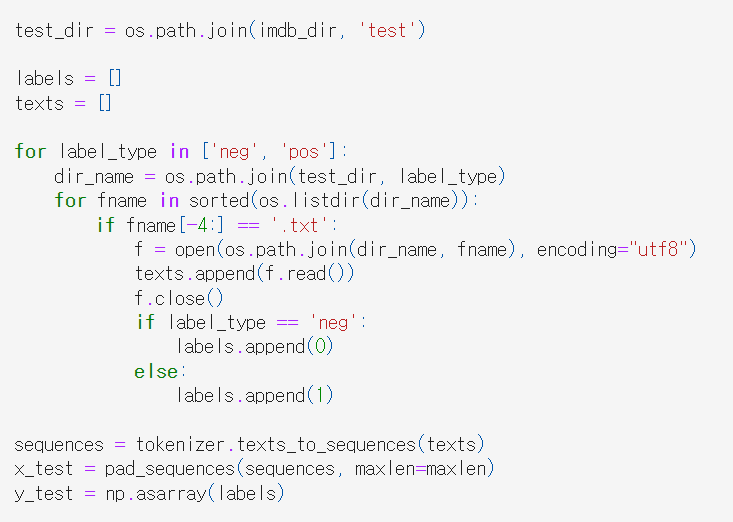 test_dir = os.path.join(imdb_dir, 'test')

labels = []
texts = []

for label_type in ['neg', 'pos']:
    dir_name = os.path.join(test_dir, label_type)
    for fname in sorted(os.listdir(dir_name)):
        if fname[-4:] == '.txt':
            f = open(os.path.join(dir_name, fname), encoding="utf8")
            texts.append(f.read())
            f.close()
            if label_type == 'neg':
                labels.append(0)
            else:
                labels.append(1)

sequences = tokenizer.texts_to_sequences(texts)
x_test = pad_sequences(sequences, maxlen=maxlen)
y_test = np.asarray(labels)